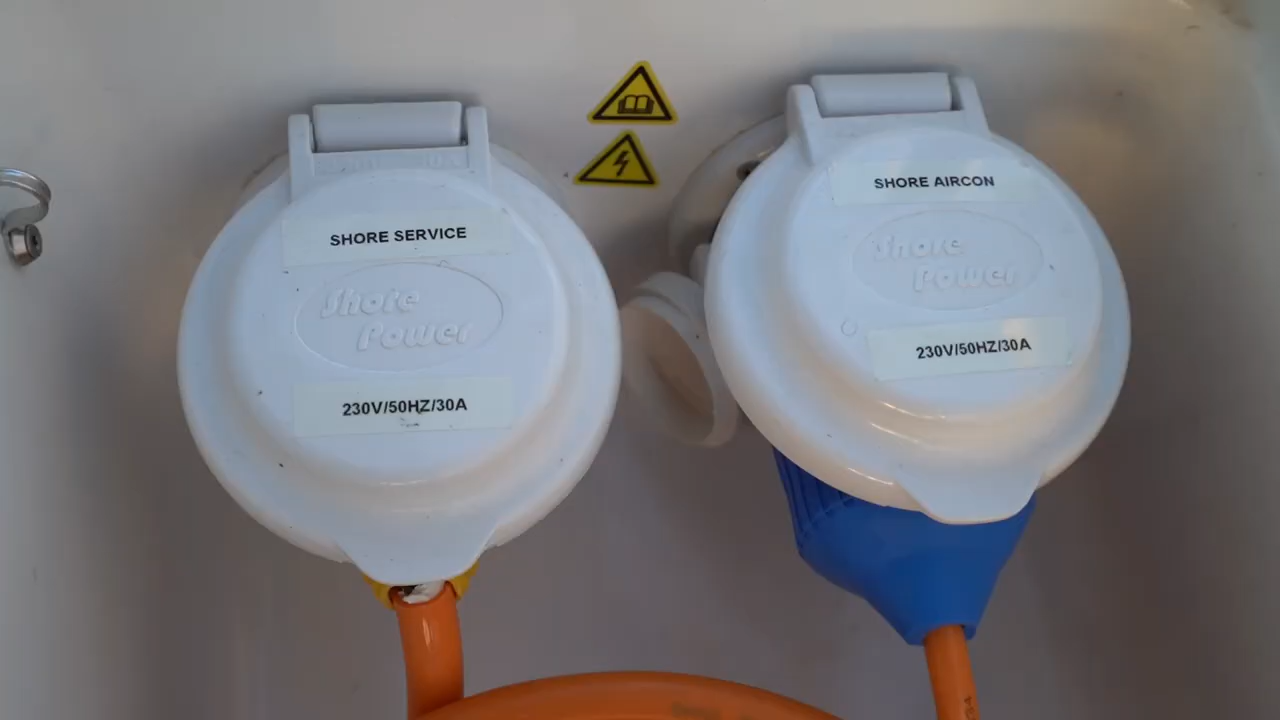 SHORE SERVICE
Shore
Power
230V/50HZ/30A
SHORE AIRCON
Shore
Power
230V/50HZ/30A